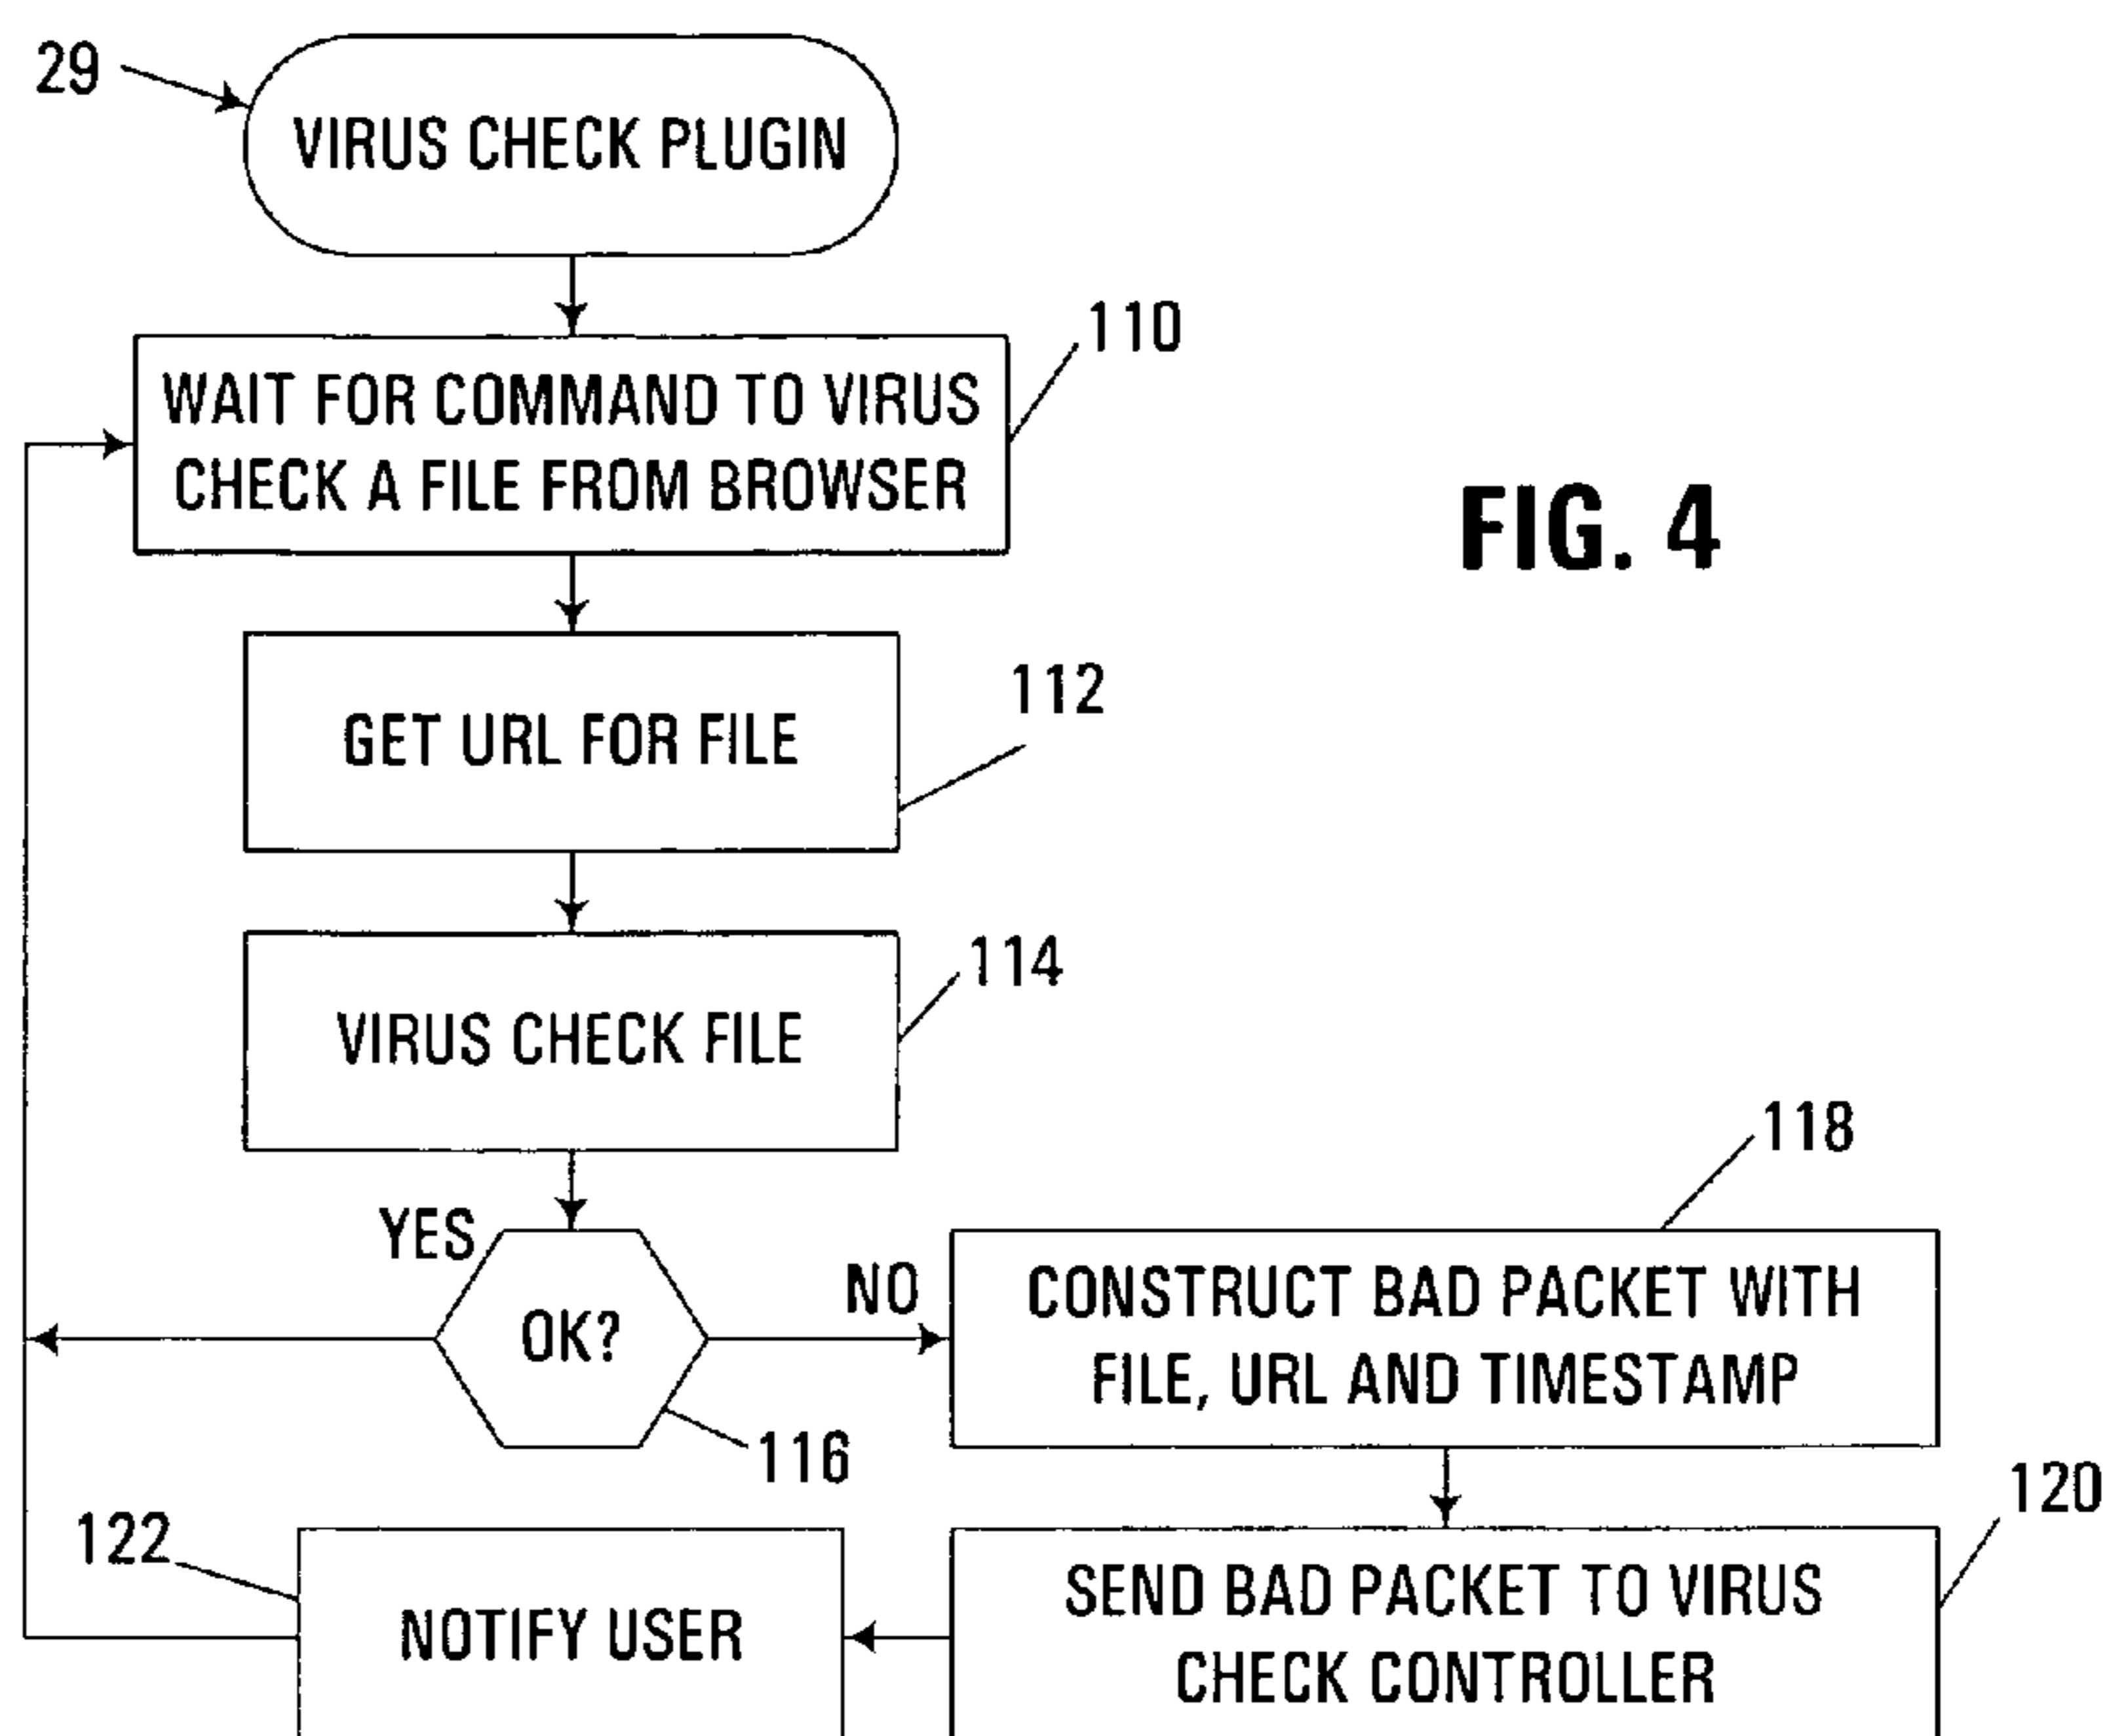 29
VIRUS CHECK PLUGIN
110
WAIT FOR COMMAND TO VIRUS
CHECK A FILE FROM BROWSER
FIG. 4
112
GET URL FOR FILE
114
VIRUS CHECK FILE
118
YES
OK?
NO
CONSTRUCT BAD PACKET WITH
FILE, URL AND TIMESTAMP
116
120
122
NOTIFY USER
SEND BAD PACKET TO VIRUS
CHECK CONTROLLER